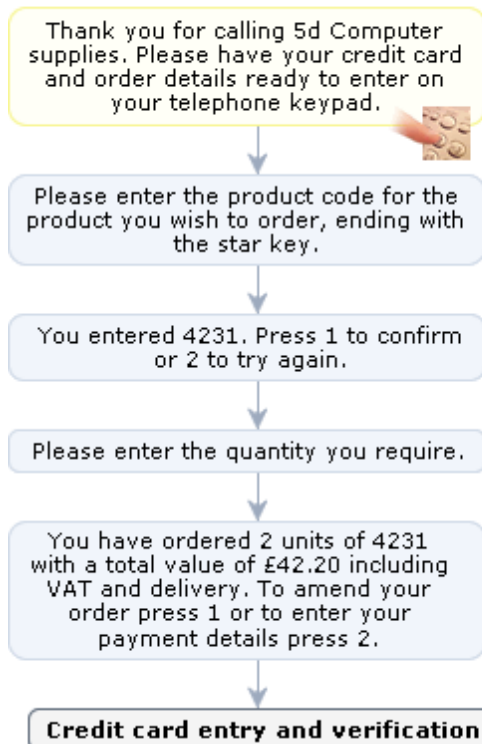 Thank you for calling 5d Computer
supplies. Please have your credit card
and order details ready to enter on
your telephone keypad.
Please enter the product code for the
product you wish to order, ending with
the star key.
You entered 4231. Press 1 to confirm
or 2 to try again.
Please enter the quantity you require.
You have ordered 2 units of 4231
with a total value of £42.20 including
VAT and delivery. To amend your
order press 1 or to enter your
payment details press 2.
Credit card entry and verification